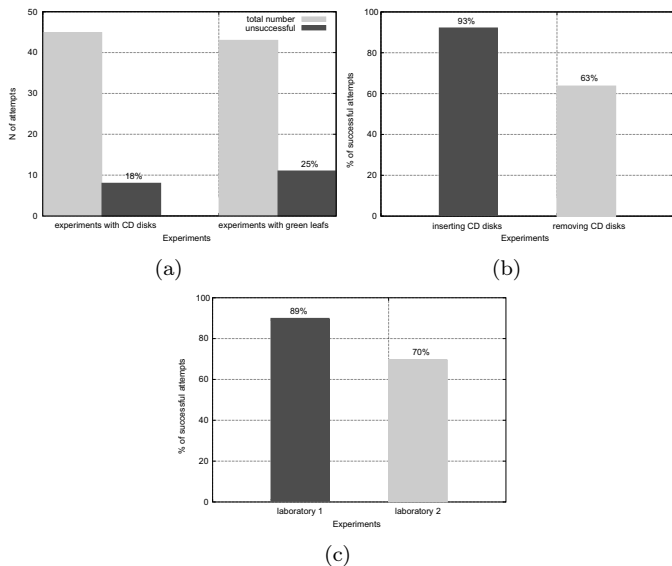 50
40
30
20
10
0
N of attempts
total number
unsuccessful
18%
25%
experiments with CD disks
experiments with green leafs
Experiments
(a)
100
80
60
40
20
0
% of successful attempts
93%
63%
inserting CD disks
removing CD disks
Experiments
(b)
100
80
60
40
20
0
% of successful attempts
89%
70%
laboratory 1
laboratory 2
Experiments
(c)